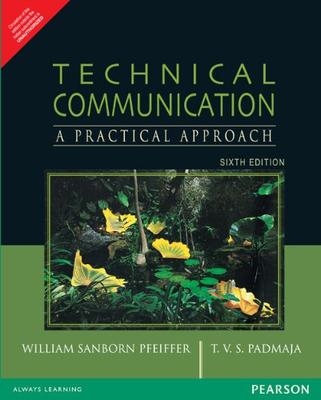 TECHNICAL
COMMUNICATION
A PRACTICAL APPROACH
SIXTH EDITION
WILLIAM SANBORN PFEIFFER
T. V. S. PADMAJA
ALWAYS LEARNING
PEARSON